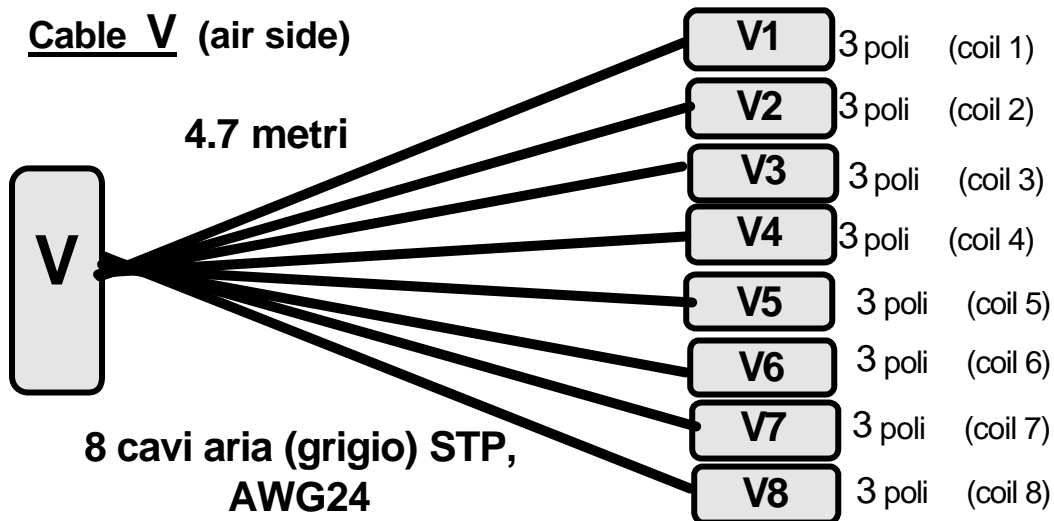 Cable V (air side)
4.7 metri
V
V1 3 poli (coil 1)
V2 3 poli (coil 2)
V3 3 poli (coil 3)
V4 3 poli (coil 4)
V5 3 poli (coil 5)
V6 3 poli (coil 6)
V7 3 poli (coil 7)
V8 3 poli (coil 8)
8 cavi aria (grigio) STP,
AWG24